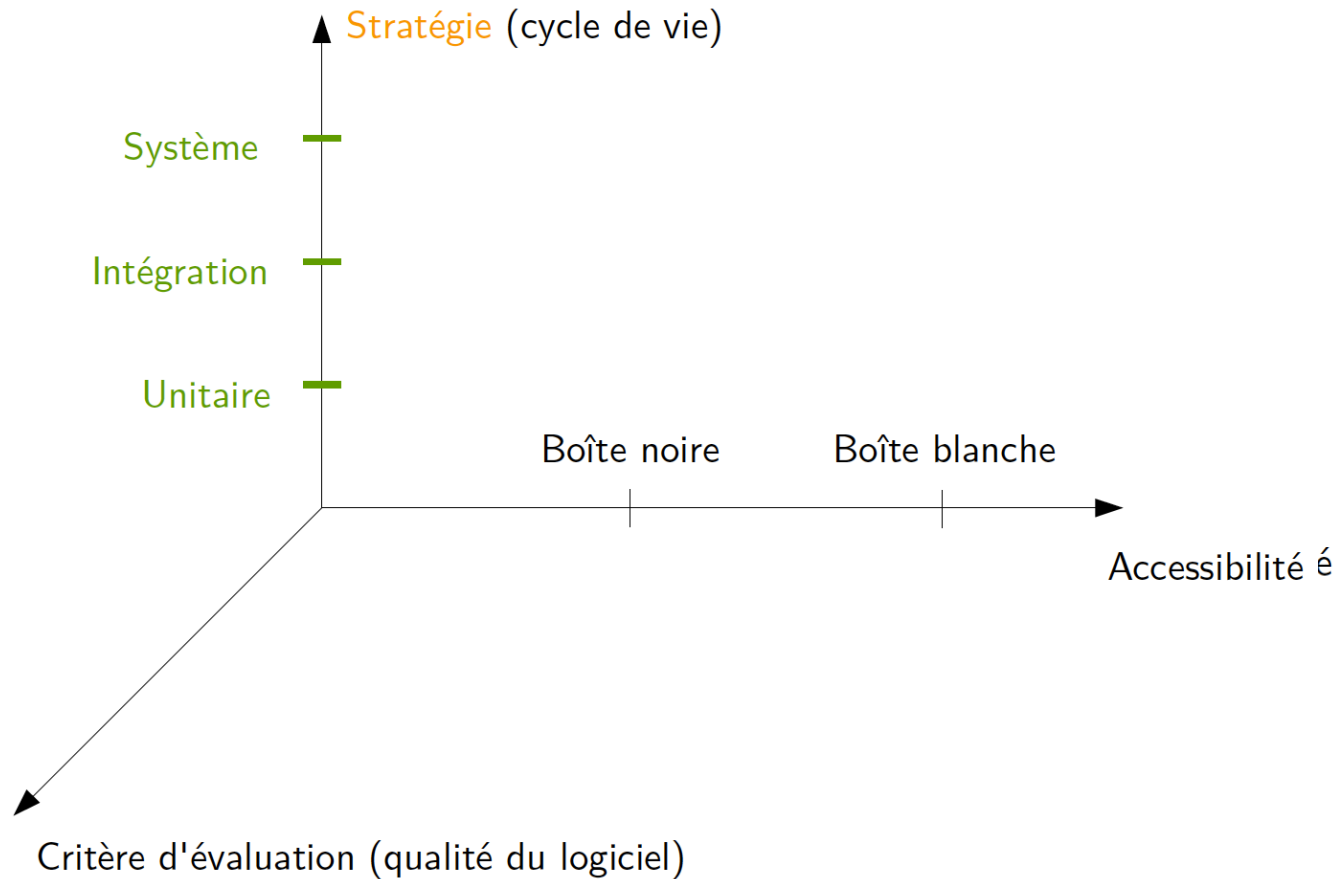 Stratégie (cycle de vie)
Système
Intégration
Unitaire
Boîte noire
Boîte blanche
Accessibilité é
Critère d'évaluation (qualité du logiciel)